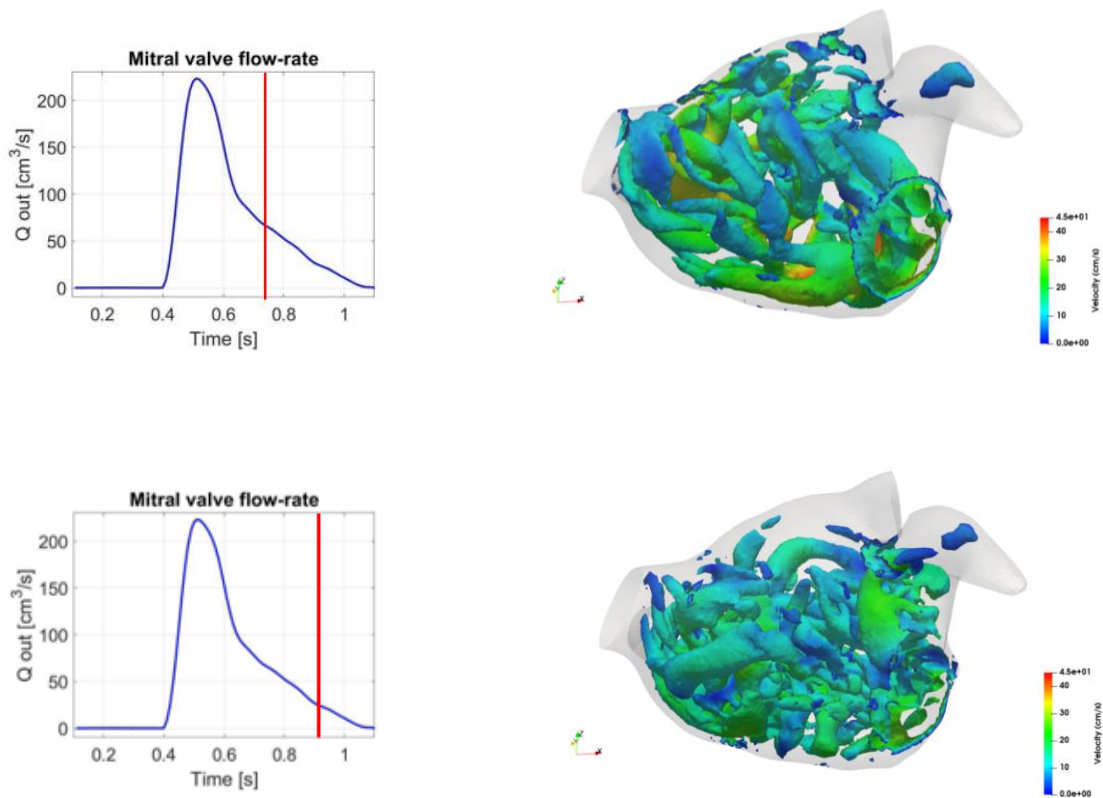 Mitral valve flow-rate
Q out [cm³/s]
200
150
100
50
0
0.2 0.4 0.6 0.8 1
Time [s]
4.5e+01
40
30
20
10
0.0e+00
Velocity (cm/s)
Z
Y
X
Mitral valve flow-rate
Q out [cm³/s]
200
150
100
50
0
0.2 0.4 0.6 0.8 1
Time [s]
4.5e+01
40
30
20
10
0.0e+00
Velocity (cm/s)
Z
Y
X